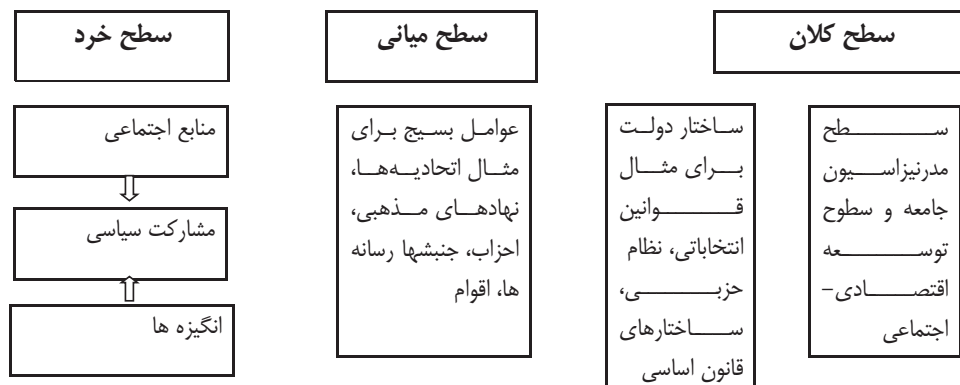 سطح کلان
سطح میانی
سطح خرد
سطح
مدرنیزاسیون
جامعه و سطوح
توسعه
اقتصادی-
اجتماعی
ساختار دولت
برای مثال
قوانین
انتخاباتی، نظام
حزبی،
ساختارهای
قانون اساسی
عوامل بسیج برای
مثال اتحادیه‌ها،
نهادهای مذهبی،
احزاب، جنبشها رسانه
ها، اقوام
منابع اجتماعی
مشارکت سیاسی
انگیزه ها